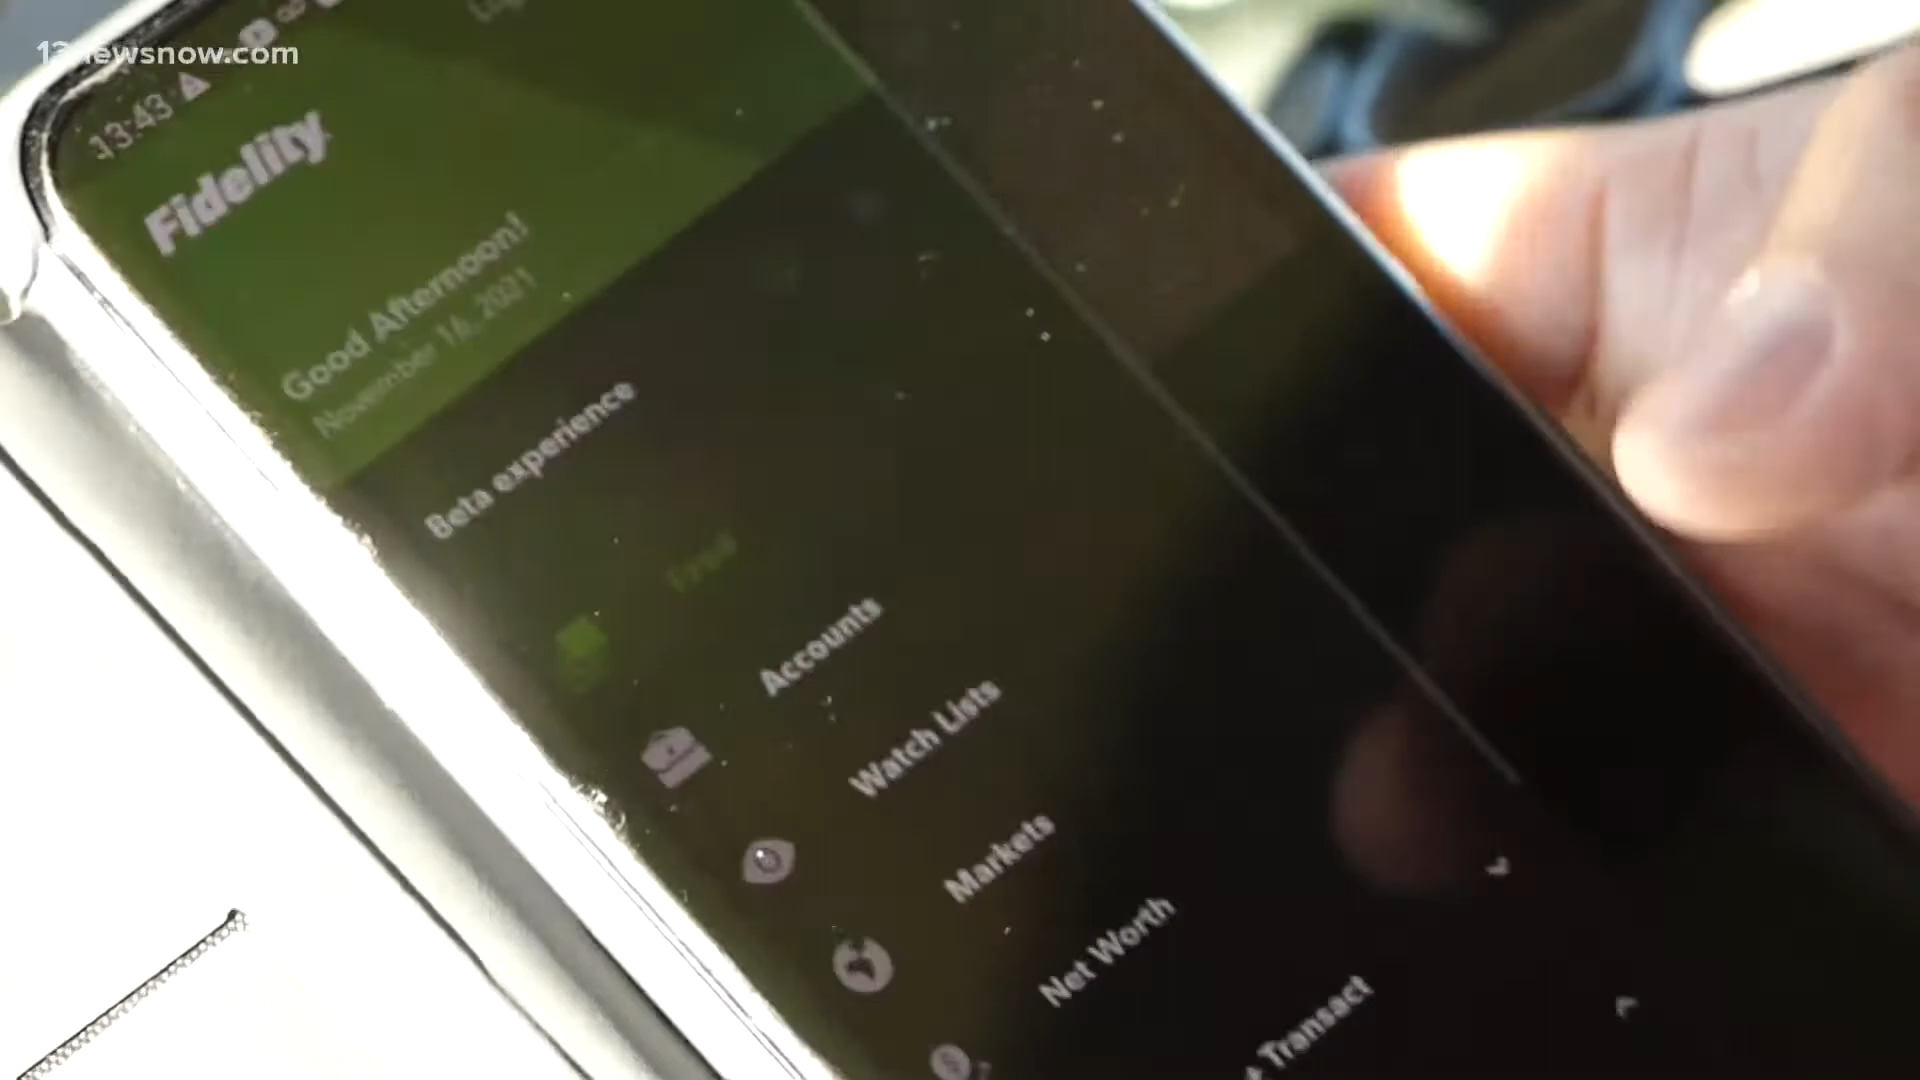 13newsnow.com
13:43
Fidelity
Good Afternoon!
November 16, 2021
Beta experience
Feed
Accounts
Watch Lists
Markets
Net Worth
Transact